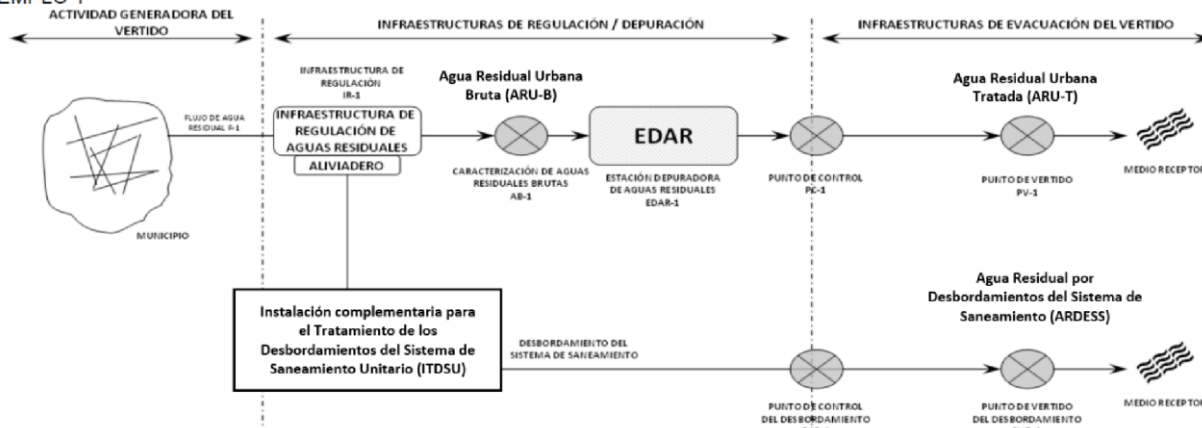 ACTIVIDAD GENERADORA DEL
VERTIDO
INFRAESTRUCTURAS DE REGULACIÓN / DEPURACIÓN
INFRAESTRUCTURAS DE EVACUACIÓN DEL VERTIDO
INFRAESTRUCTURA DE
REGULACIÓN
IR-1
Agua Residual Urbana
Bruta (ARU-B)
Agua Residual Urbana
Tratada (ARU-T)
FLUJO DE AGUA
RESIDUAL F-1
INFRAESTRUCTURA DE
REGULACIÓN DE
AGUAS RESIDUALES
ALIVIADERO
EDAR
CARACTERIZACIÓN DE AGUAS
RESIDUALES BRUTAS
AB-1
ESTACIÓN DEPURADORA
DE AGUAS RESIDUALES
EDAR-1
PUNTO DE CONTROL
PC-1
PUNTO DE VERTIDO
PV-1
MEDIO RECEPTOR
MUNICIPIO
Instalación complementaria para
el Tratamiento de los
Desbordamientos del Sistema de
Saneamiento Unitario (ITDSU)
DESBORDAMIENTO DEL
SISTEMA DE SANEAMIENTO
Agua Residual por
Desbordamientos del Sistema de
Saneamiento (ARDESS)
PUNTO DE CONTROL
DEL DESBORDAMIENTO
PUNTO DE VERTIDO
DEL DESBORDAMIENTO
MEDIO RECEPTOR